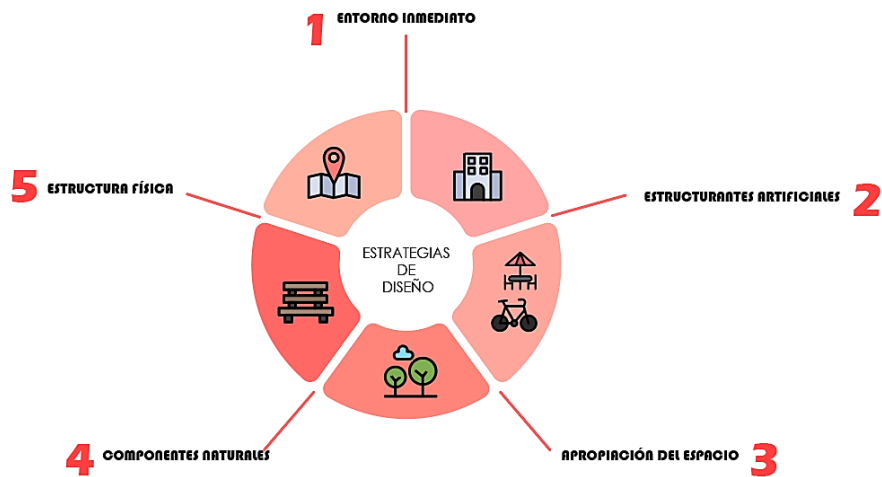 1 ENTORNO INMEDIATO
5 ESTRUCTURA FÍSICA
ESTRUCTURANTES ARTIFICIALES 2
ESTRATEGIAS
DE
DISEÑO
4 COMPONENTES NATURALES
APROPIACIÓN DEL ESPACIO 3